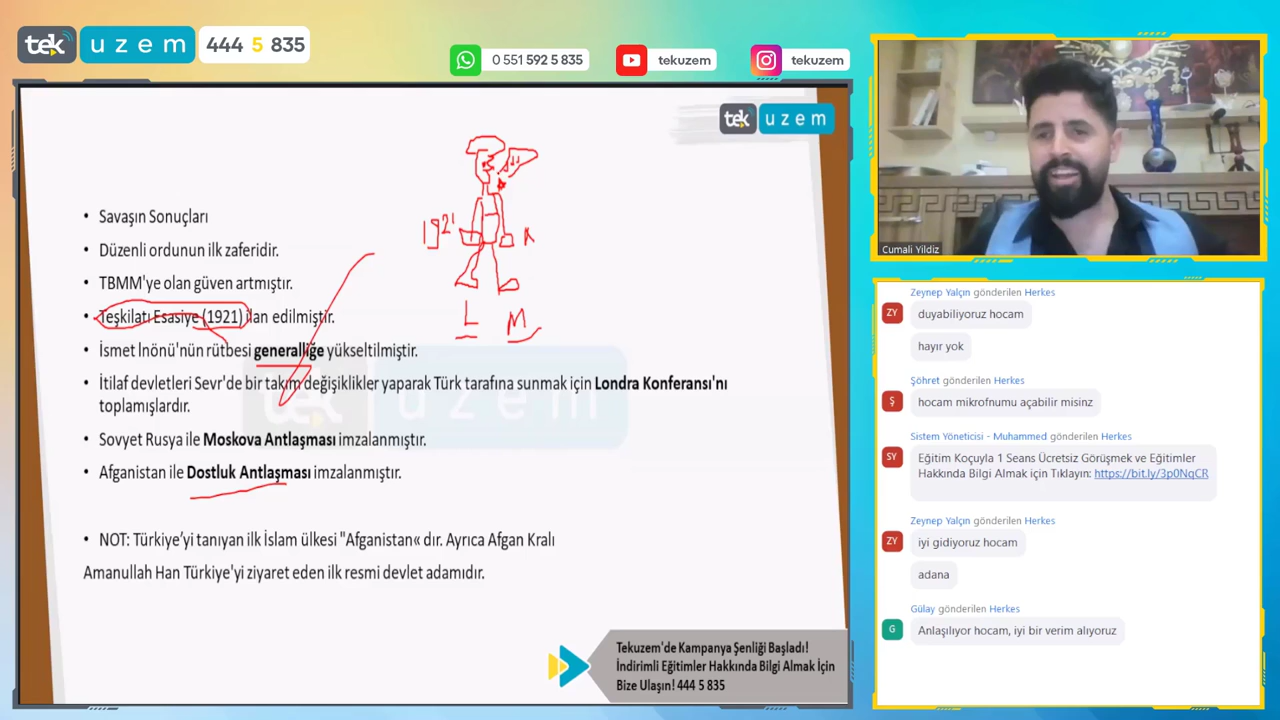 tek uzem 444 5 835
0 551 592 5 835
tekuzem
tekuzem
tek uzem
• Savaşın Sonuçları
• Düzenli ordunun ilk zaferidir.
• TBMM'ye olan güven artmıştır.
• Teşkilatı Esasiye (1921) ilan edilmiştir.
• İsmet İnönü'nün rütbesi generalliğe yükseltilmiştir.
• İtilaf devletleri Sevr'de bir takım değişiklikler yaparak Türk tarafına sunmak için Londra Konferansı'nı
toplamışlardır.
• Sovyet Rusya ile Moskova Antlaşması imzalanmıştır.
• Afganistan ile Dostluk Antlaşması imzalanmıştır.
• NOT: Türkiye’yi tanıyan ilk İslam ülkesi "Afganistan« dır. Ayrıca Afgan Kralı
Amanullah Han Türkiye'yi ziyaret eden ilk resmi devlet adamıdır.
1921
K
L M
tek uzem
Tekuzem'de Kampanya Şenliği Başladı!
İndirimli Eğitimler Hakkında Bilgi Almak İçin
Bize Ulaşın! 444 5 835
Cumali Yildiz
Zeynep Yalçın gönderilen Herkes
ZY duyabiliyoruz hocam
hayır yok
Şöhret gönderilen Herkes
Ş hocam mikrofnumu açabilir misinz
Sistem Yöneticisi - Muhammed gönderilen Herkes
SY Eğitim Koçuyla 1 Seans Ücretsiz Görüşmek ve Eğitimler
Hakkında Bilgi Almak için Tıklayın: https://bit.ly/3p0NqCR
Zeynep Yalçın gönderilen Herkes
ZY iyi gidiyoruz hocam
adana
Gülay gönderilen Herkes
G Anlaşılıyor hocam, iyi bir verim alıyoruz